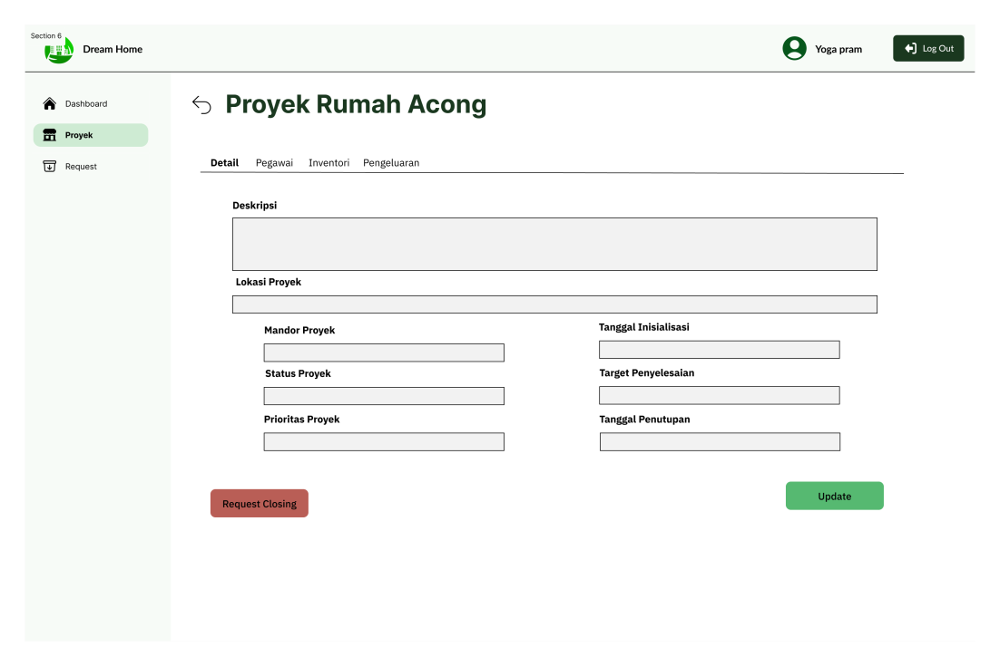 Section 6
Dream Home
Yoga pram
Log Out
Dashboard
Proyek
Request
Proyek Rumah Acong
Detail Pegawai Inventori Pengeluaran
Deskripsi
Lokasi Proyek
Mandor Proyek
Tanggal Inisialisasi
Status Proyek
Target Penyelesaian
Prioritas Proyek
Tanggal Penutupan
Request Closing
Update